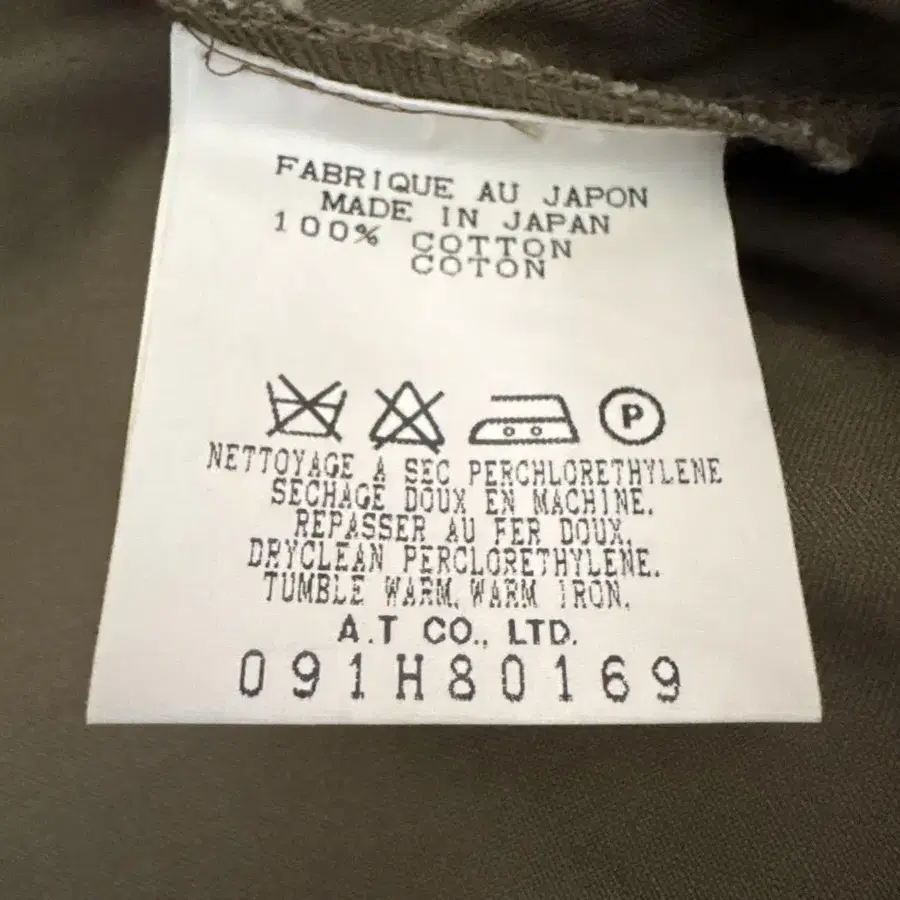 FABRIQUE AU JAPON
MADE IN JAPAN
100% COTTON
COTON
P
NETTOYAGE A SEC PERCHLORETHYLENE
SECHAGE DOUX EN MACHINE.
REPASSER AU FER DOUX.
DRYCLEAN PERCLORETHYLENE.
TUMBLE WARM, WARM IRON.
A.T CO., LTD.
091H80169